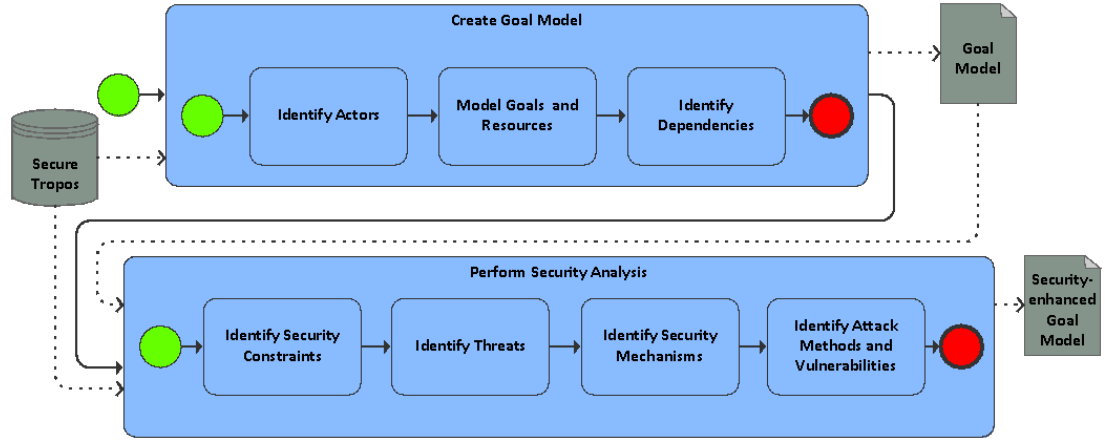 Create Goal Model
Goal
Model
Identify Actors
Model Goals and
Resources
Identify
Dependencies
Secure
Tropos
Perform Security Analysis
Security-
enhanced
Goal
Model
Identify Security
Constraints
Identify Threats
Identify Security
Mechanisms
Identify Attack
Methods and
Vulnerabilities